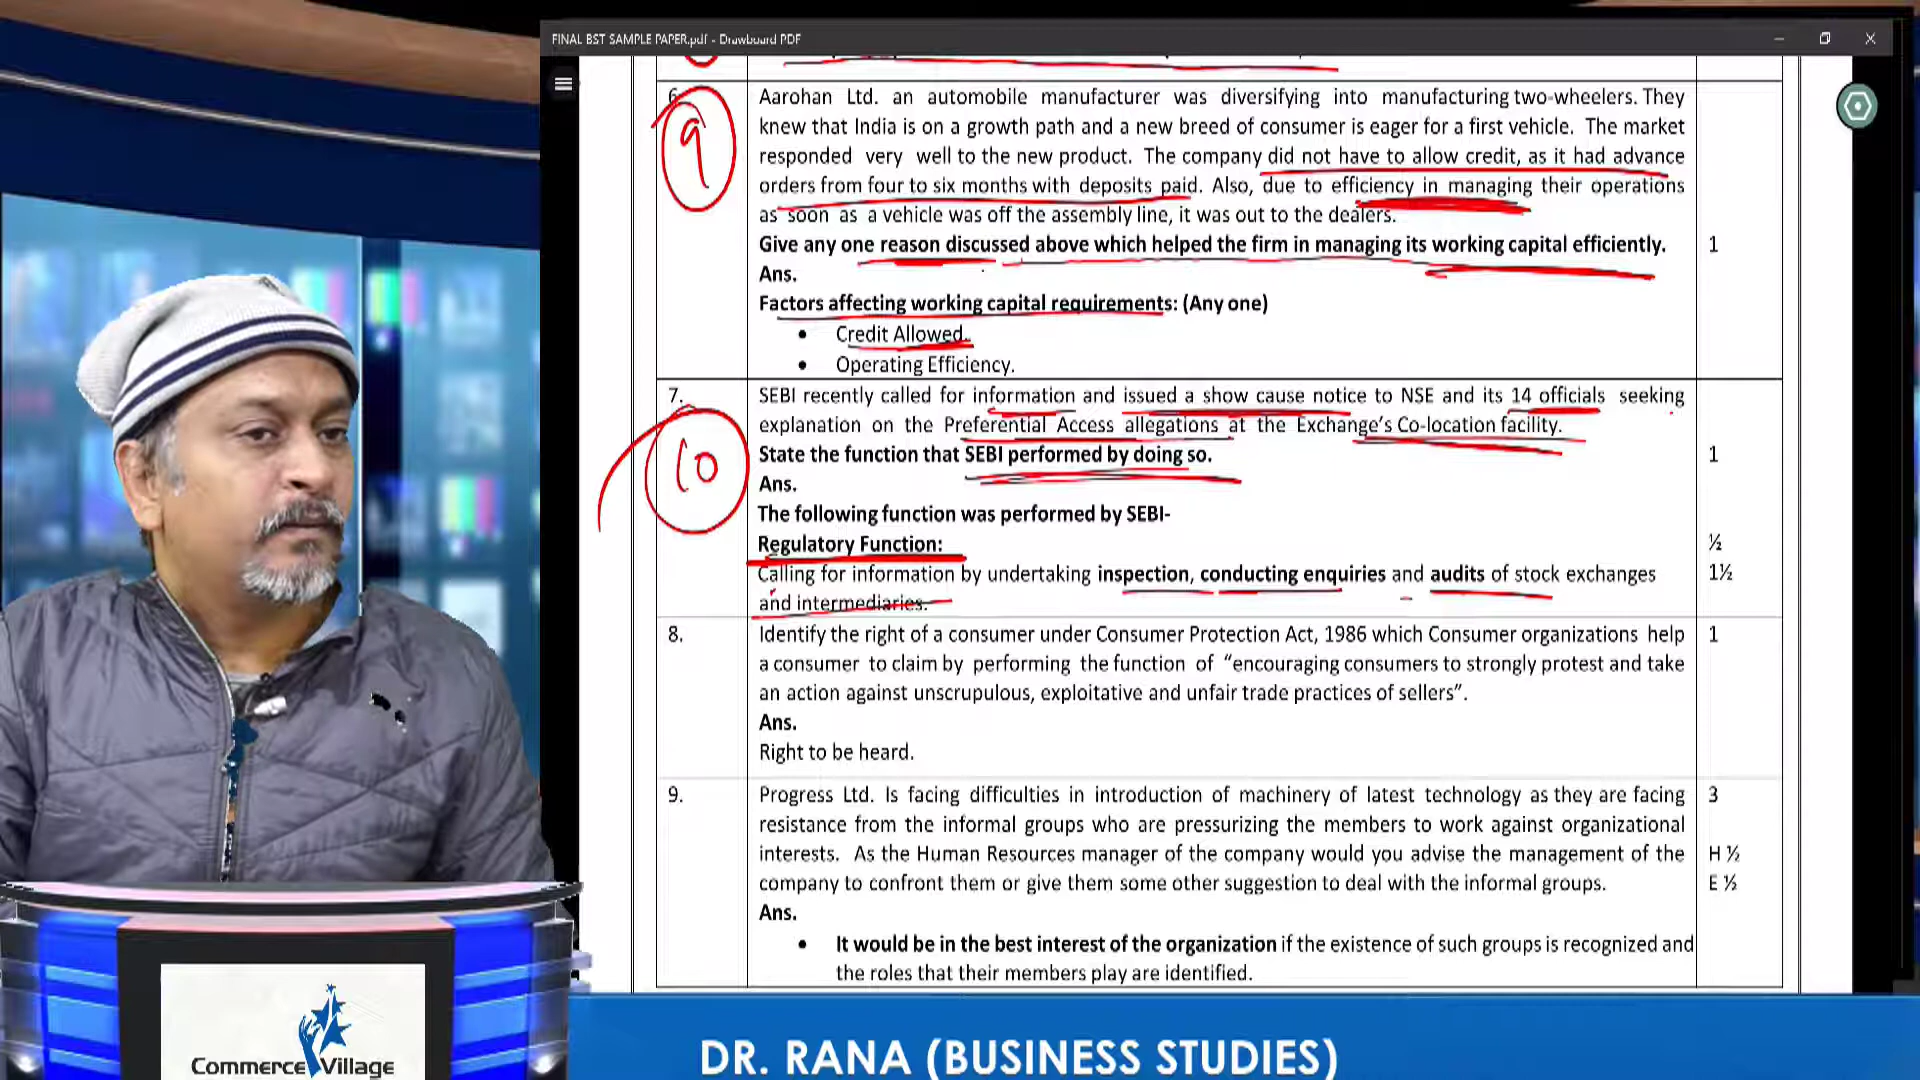 FINAL BST SAMPLE PAPER.pdf - Drawboard PDF
6.
9
Aarohan Ltd. an automobile manufacturer was diversifying into manufacturing two-wheelers. They
knew that India is on a growth path and a new breed of consumer is eager for a first vehicle. The market
responded very well to the new product. The company did not have to allow credit, as it had advance
orders from four to six months with deposits paid. Also, due to efficiency in managing their operations
as soon as a vehicle was off the assembly line, it was out to the dealers.
Give any one reason discussed above which helped the firm in managing its working capital efficiently. 1
Ans.
Factors affecting working capital requirements: (Any one)
• Credit Allowed.
• Operating Efficiency.
7.
10
SEBI recently called for information and issued a show cause notice to NSE and its 14 officials seeking
explanation on the Preferential Access allegations at the Exchange's Co-location facility.
State the function that SEBI performed by doing so. 1
Ans.
The following function was performed by SEBI-
Regulatory Function: ½
Calling for information by undertaking inspection, conducting enquiries and audits of stock exchanges 1½
and intermediaries.
8. Identify the right of a consumer under Consumer Protection Act, 1986 which Consumer organizations help 1
a consumer to claim by performing the function of “encouraging consumers to strongly protest and take
an action against unscrupulous, exploitative and unfair trade practices of sellers”.
Ans.
Right to be heard.
9. Progress Ltd. Is facing difficulties in introduction of machinery of latest technology as they are facing 3
resistance from the informal groups who are pressurizing the members to work against organizational
interests. As the Human Resources manager of the company would you advise the management of the H ½
company to confront them or give them some other suggestion to deal with the informal groups. E ½
Ans.
• It would be in the best interest of the organization if the existence of such groups is recognized and
the roles that their members play are identified.
Commerce Village
DR. RANA (BUSINESS STUDIES)